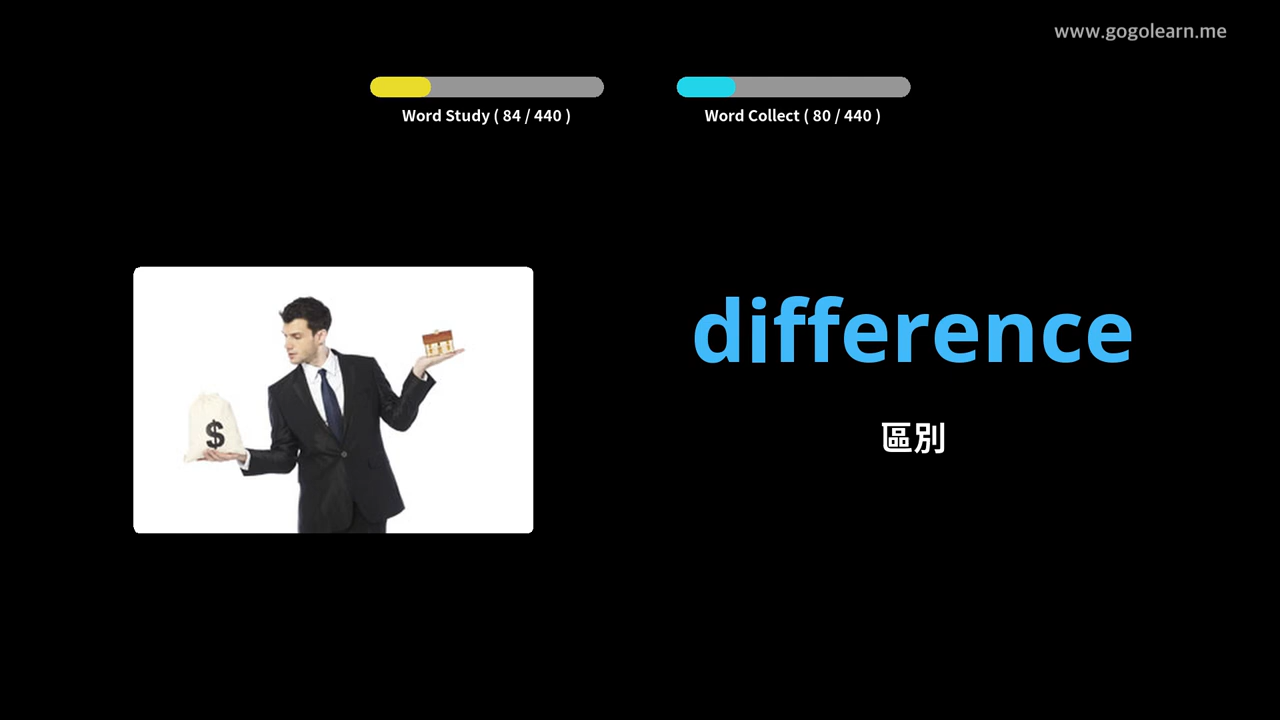 www.gogolearn.me
Word Study ( 84 / 440 )
Word Collect ( 80 / 440 )
difference
區別
$